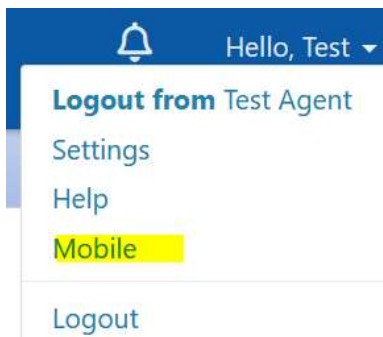 Hello, Test
Logout from Test Agent
Settings
Help
Mobile
Logout